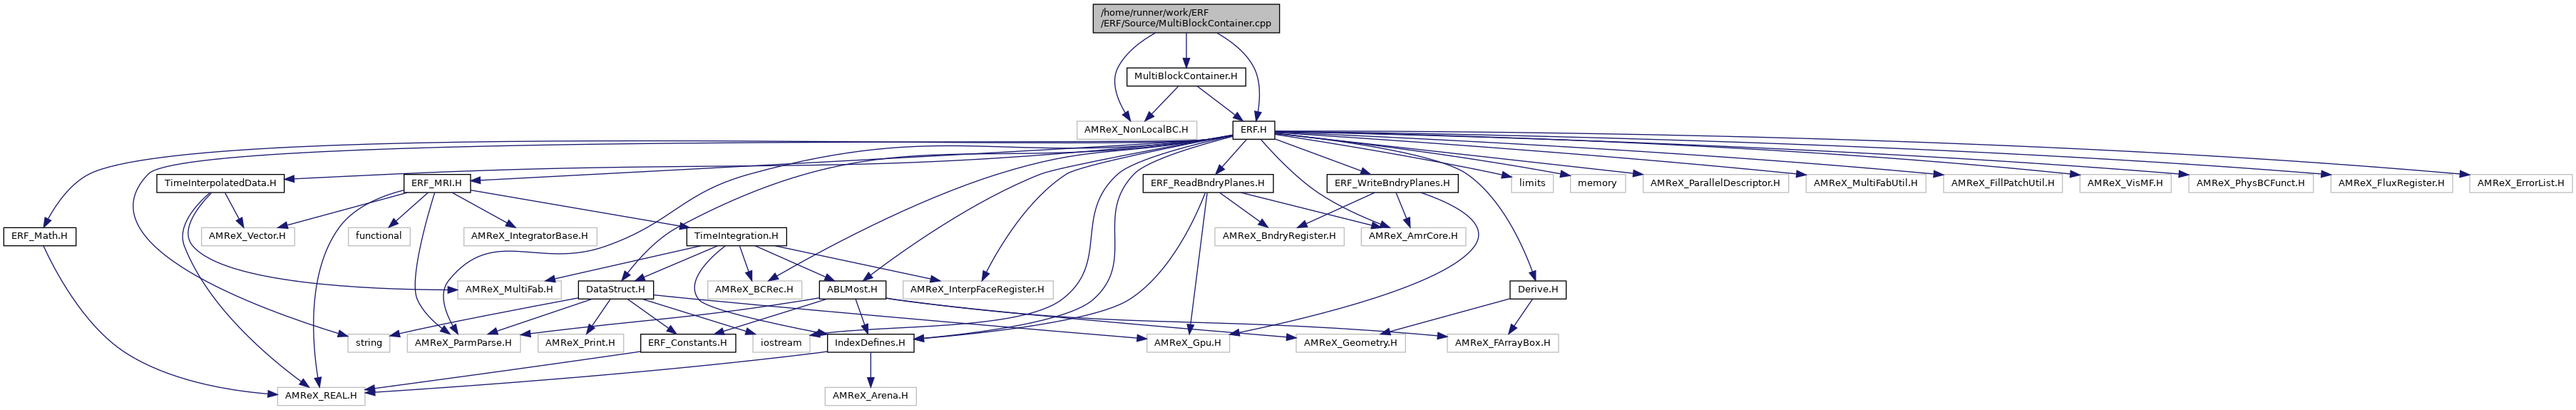 /home/runner/work/ERF
/ERF/Source/MultiBlockContainer.cpp
MultiBlockContainer.H
AMReX_NonLocalBC.H
ERF.H
TimeInterpolatedData.H
ERF_MRI.H
ERF_ReadBndryPlanes.H
ERF_WriteBndryPlanes.H
limits
memory
AMReX_ParallelDescriptor.H
AMReX_MultiFabUtil.H
AMReX_FillPatchUtil.H
AMReX_VisMF.H
AMReX_PhysBCFunct.H
AMReX_FluxRegister.H
AMReX_ErrorList.H
ERF_Math.H
AMReX_Vector.H
functional
AMReX_IntegratorBase.H
TimeIntegration.H
AMReX_BndryRegister.H
AMReX_AmrCore.H
AMReX_MultiFab.H
DataStruct.H
AMReX_BCRec.H
ABLMost.H
AMReX_InterpFaceRegister.H
Derive.H
string
AMReX_ParmParse.H
AMReX_Print.H
ERF_Constants.H
iostream
IndexDefines.H
AMReX_Gpu.H
AMReX_Geometry.H
AMReX_FArrayBox.H
AMReX_REAL.H
AMReX_Arena.H